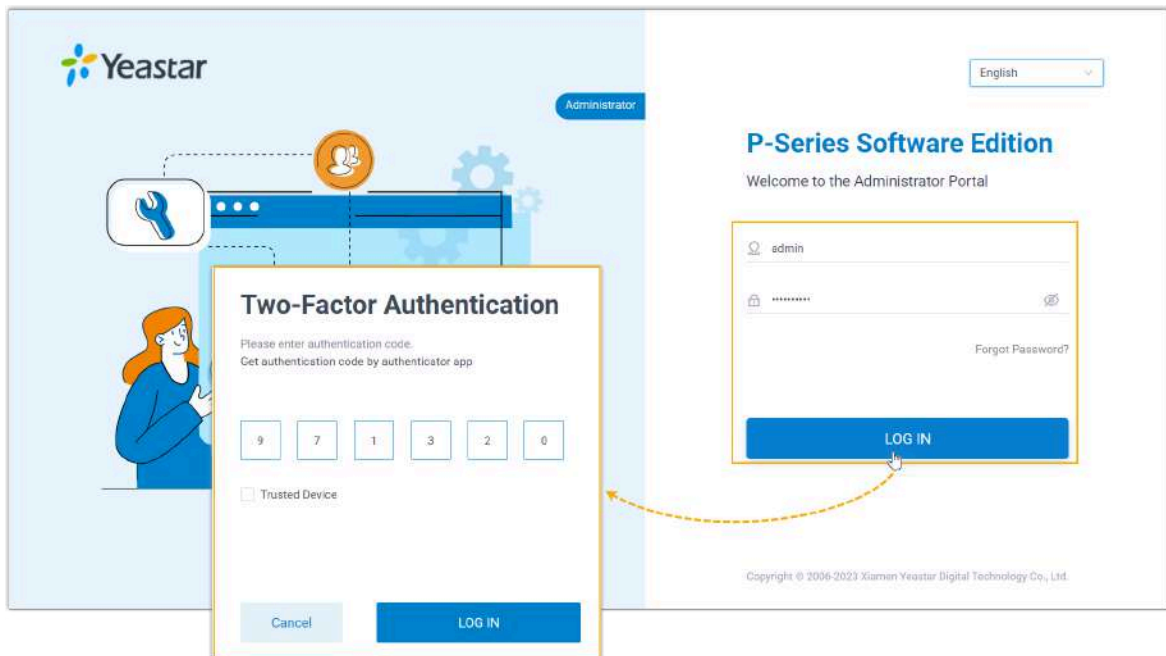 Yeastar
English
Administrator
P-Series Software Edition
Welcome to the Administrator Portal
admin
••••••••••
Forgot Password?
LOG IN
Two-Factor Authentication
Please enter authentication code.
Get authentication code by authenticator app
9 7 1 3 2 0
Trusted Device
Cancel
LOG IN
Copyright © 2006-2023 Xiamen Yeastar Digital Technology Co., Ltd.